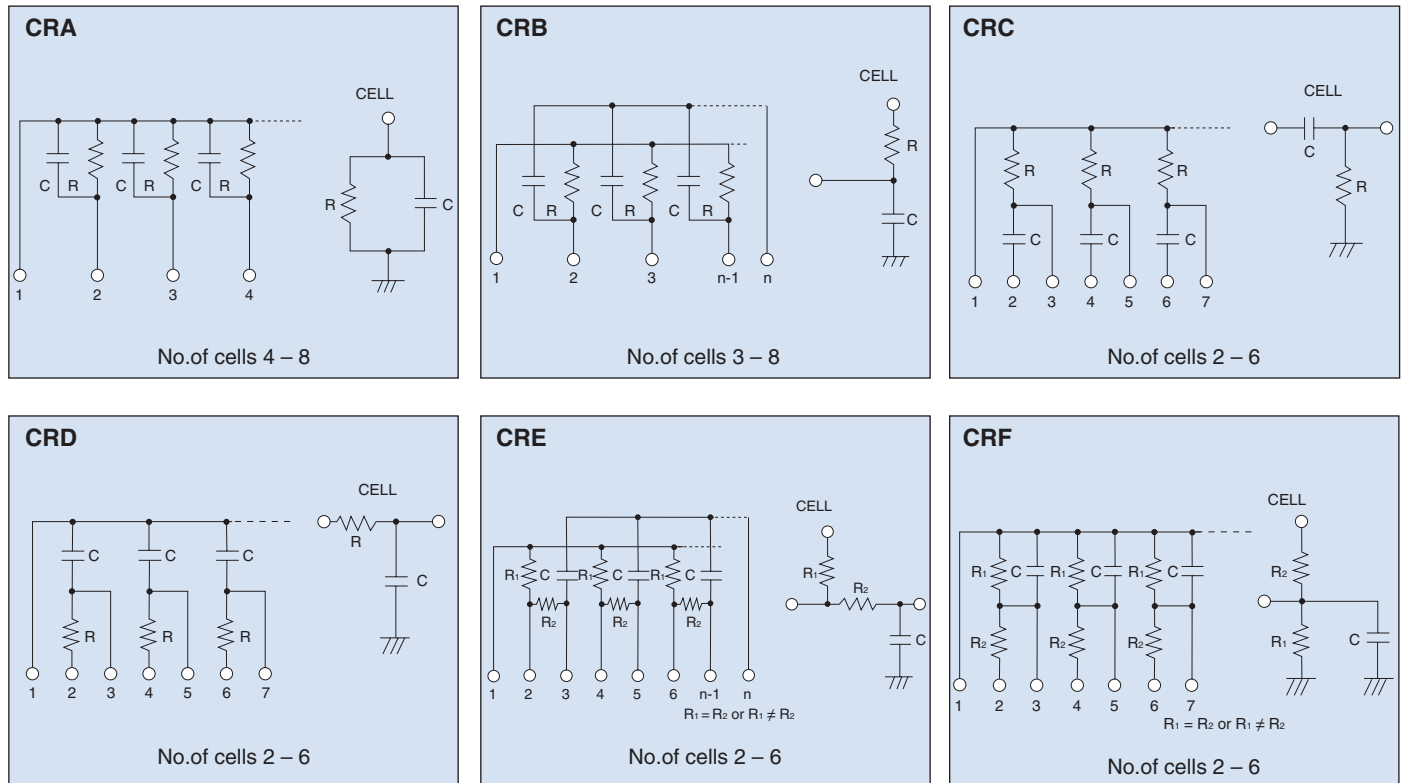 CRA
CELL
C R C R C R
R
C
1 2 3 4
No.of cells 4 – 8
CRB
CELL
R
C
C R C R C R
1 2 3 n-1 n
No.of cells 3 – 8
CRC
CELL
C
R
R R R
C C C
1 2 3 4 5 6 7
No.of cells 2 – 6
CRD
CELL
R
C
C C C
R R R
1 2 3 4 5 6 7
No.of cells 2 – 6
CRE
CELL
R1 C R1 C R1 C
R2 R2 R2
R1
R2
C
1 2 3 4 5 6 n-1 n
R1 = R2 or R1 ≠ R2
No.of cells 2 – 6
CRF
CELL
R1 C R1 C R1 C
R2 R2 R2
R2
R1 C
1 2 3 4 5 6 7
R1 = R2 or R1 ≠ R2
No.of cells 2 – 6